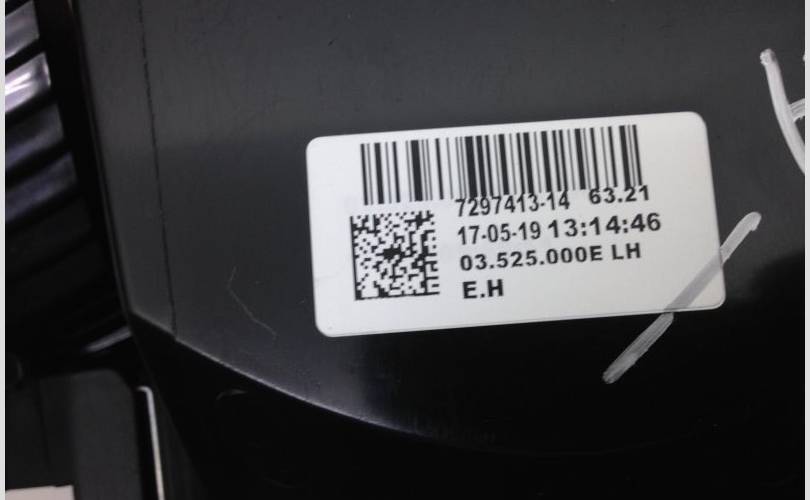 7297413-14 63.21
17-05-19 13:14:46
03.525.000E LH
E.H